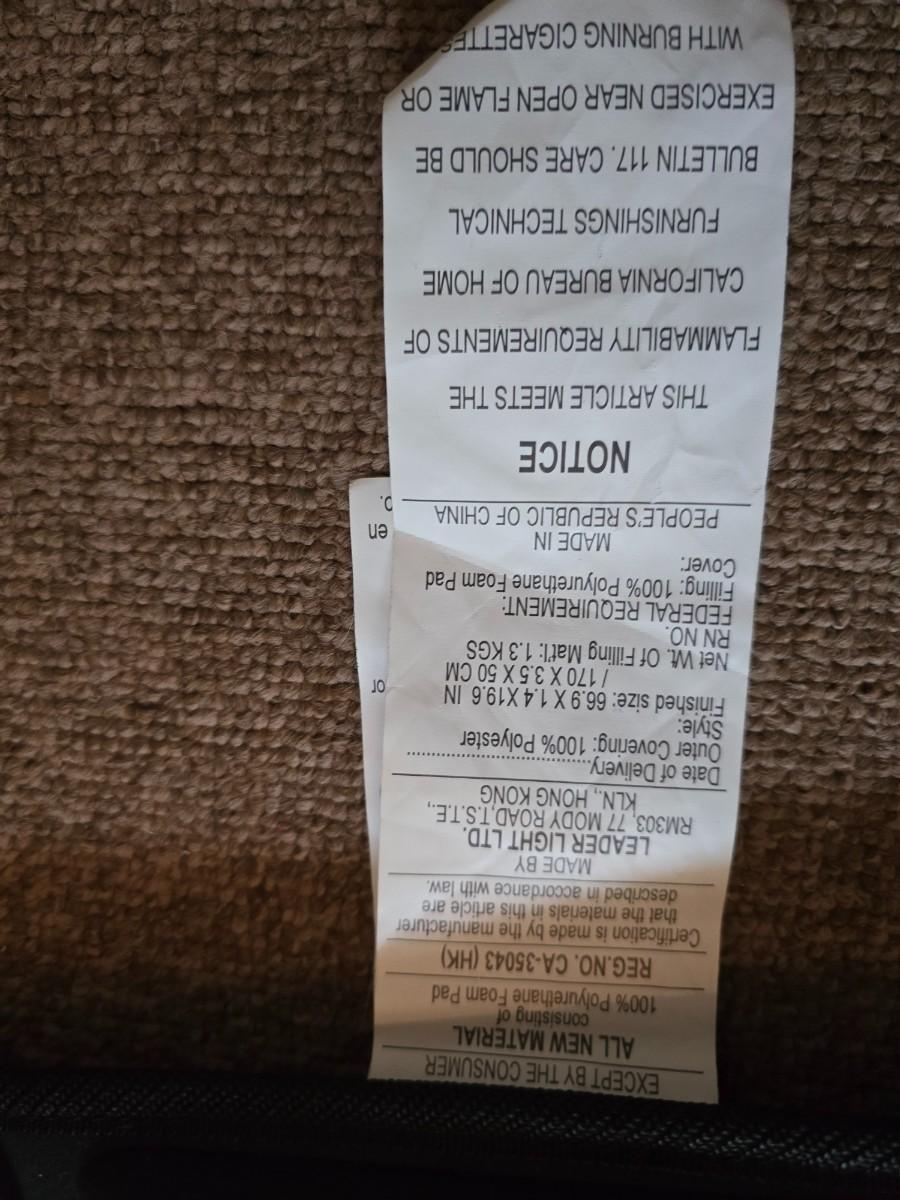 EXCEPT BY THE CONSUMER
ALL NEW MATERIAL
consisting of
100% Polyurethane Foam Pad
REG.NO. CA-35043 (HK)
Certification is made by the manufacturer
that the materials in this article are
described in accordance with law.
MADE BY
LEADER LIGHT LTD.
RM303, 77 MODY ROAD,T.S.T.E.,
KLN., HONG KONG
Date of Delivery
Outer Covering: 100% Polyester
Style:
Finished size: 66.9 X 1.4 X19.6 IN
/ 170 X 3.5 X 50 CM
Net Wt. Of Filling Mat'l: 1.3 KGS
RN NO.
FEDERAL REQUIREMENT:
Filling: 100% Polyurethane Foam Pad
Cover:
MADE IN
PEOPLE'S REPUBLIC OF CHINA
NOTICE
THIS ARTICLE MEETS THE
FLAMMABILITY REQUIREMENTS OF
CALIFORNIA BUREAU OF HOME
FURNISHINGS TECHNICAL
BULLETIN 117. CARE SHOULD BE
EXERCISED NEAR OPEN FLAME OR
WITH BURNING CIGARETTES
or
en